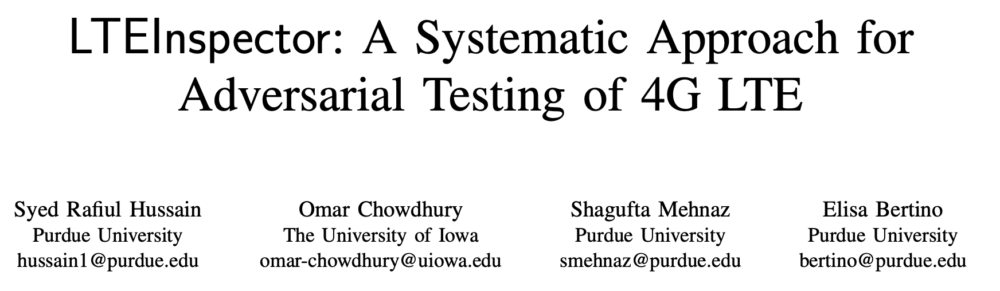 LTEInspector: A Systematic Approach for
Adversarial Testing of 4G LTE
Syed Rafiul Hussain
Purdue University
hussain1@purdue.edu
Omar Chowdhury
The University of Iowa
omar-chowdhury@uiowa.edu
Shagufta Mehnaz
Purdue University
smehnaz@purdue.edu
Elisa Bertino
Purdue University
bertino@purdue.edu